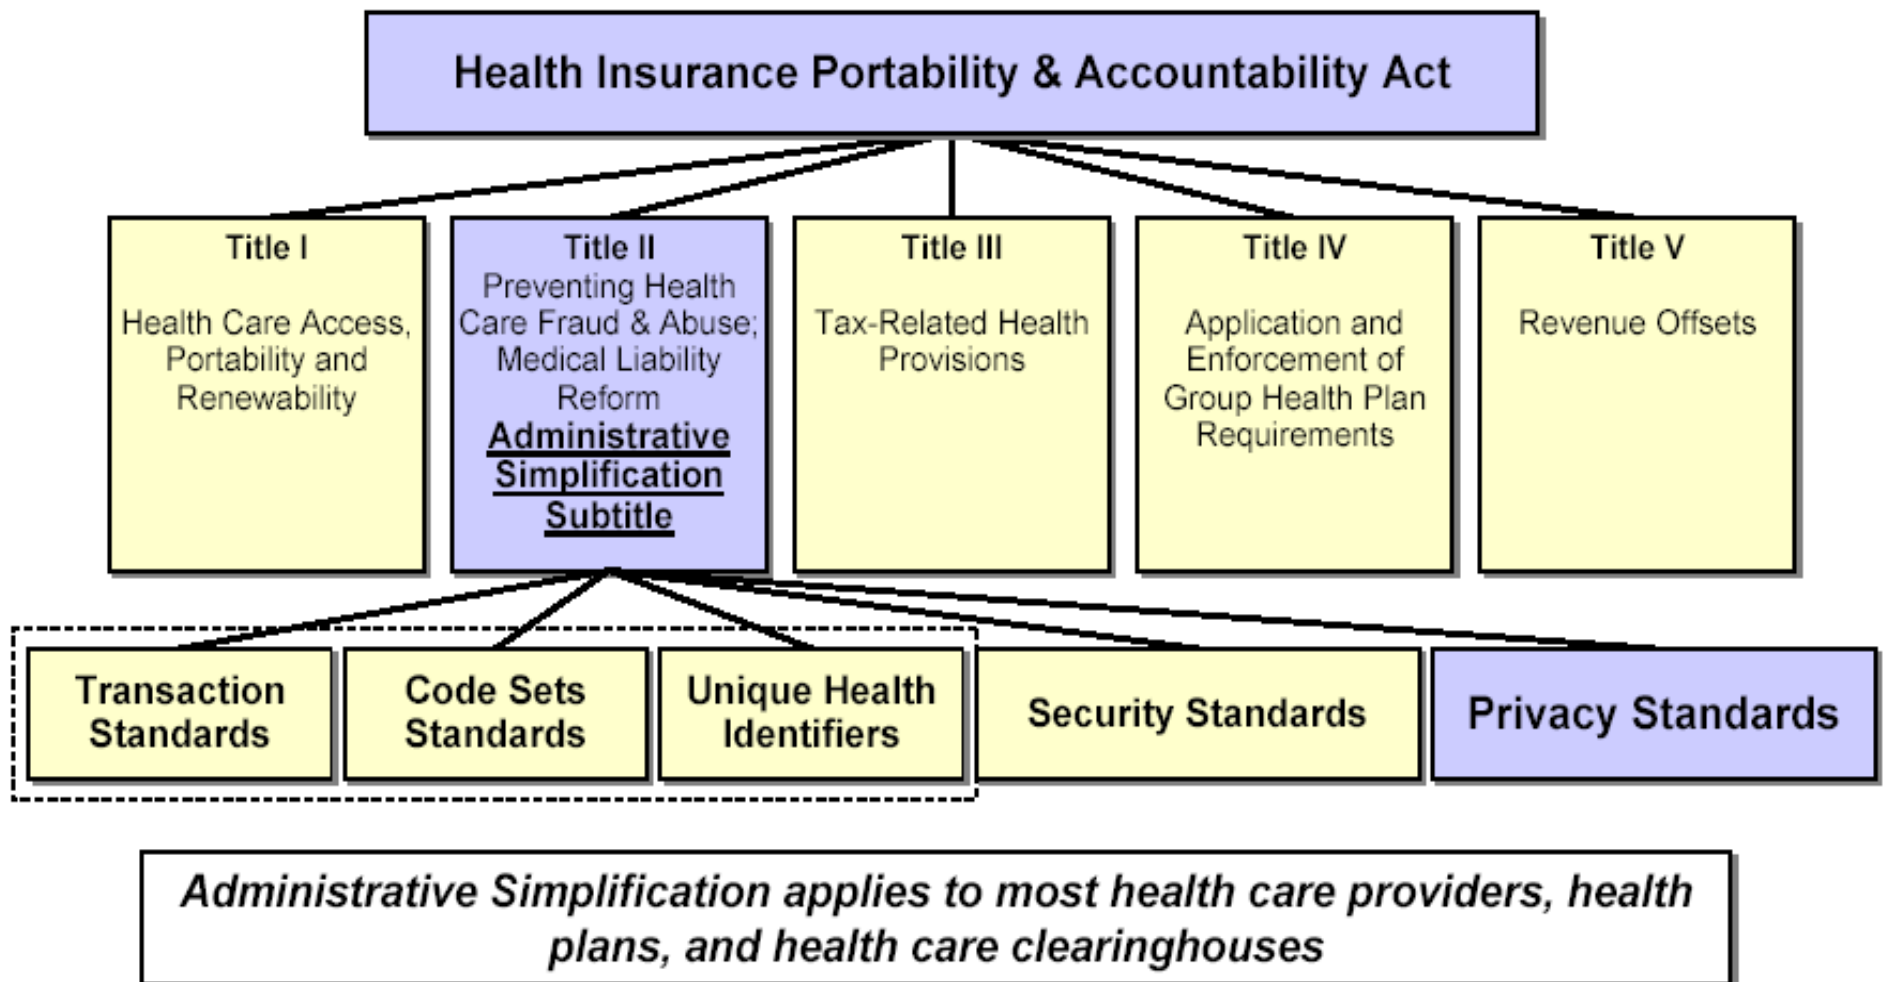 Health Insurance Portability & Accountability Act
Title I
Health Care Access,
Portability and
Renewability
Title II
Preventing Health
Care Fraud & Abuse;
Medical Liability
Reform
Administrative
Simplification
Subtitle
Title III
Tax-Related Health
Provisions
Title IV
Application and
Enforcement of
Group Health Plan
Requirements
Title V
Revenue Offsets
Transaction
Standards
Code Sets
Standards
Unique Health
Identifiers
Security Standards
Privacy Standards
Administrative Simplification applies to most health care providers, health
plans, and health care clearinghouses